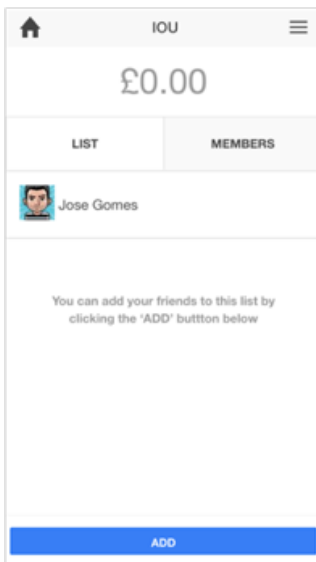 IOU
£0.00
LIST MEMBERS
Jose Gomes
You can add your friends to this list by
clicking the 'ADD' buttton below
ADD